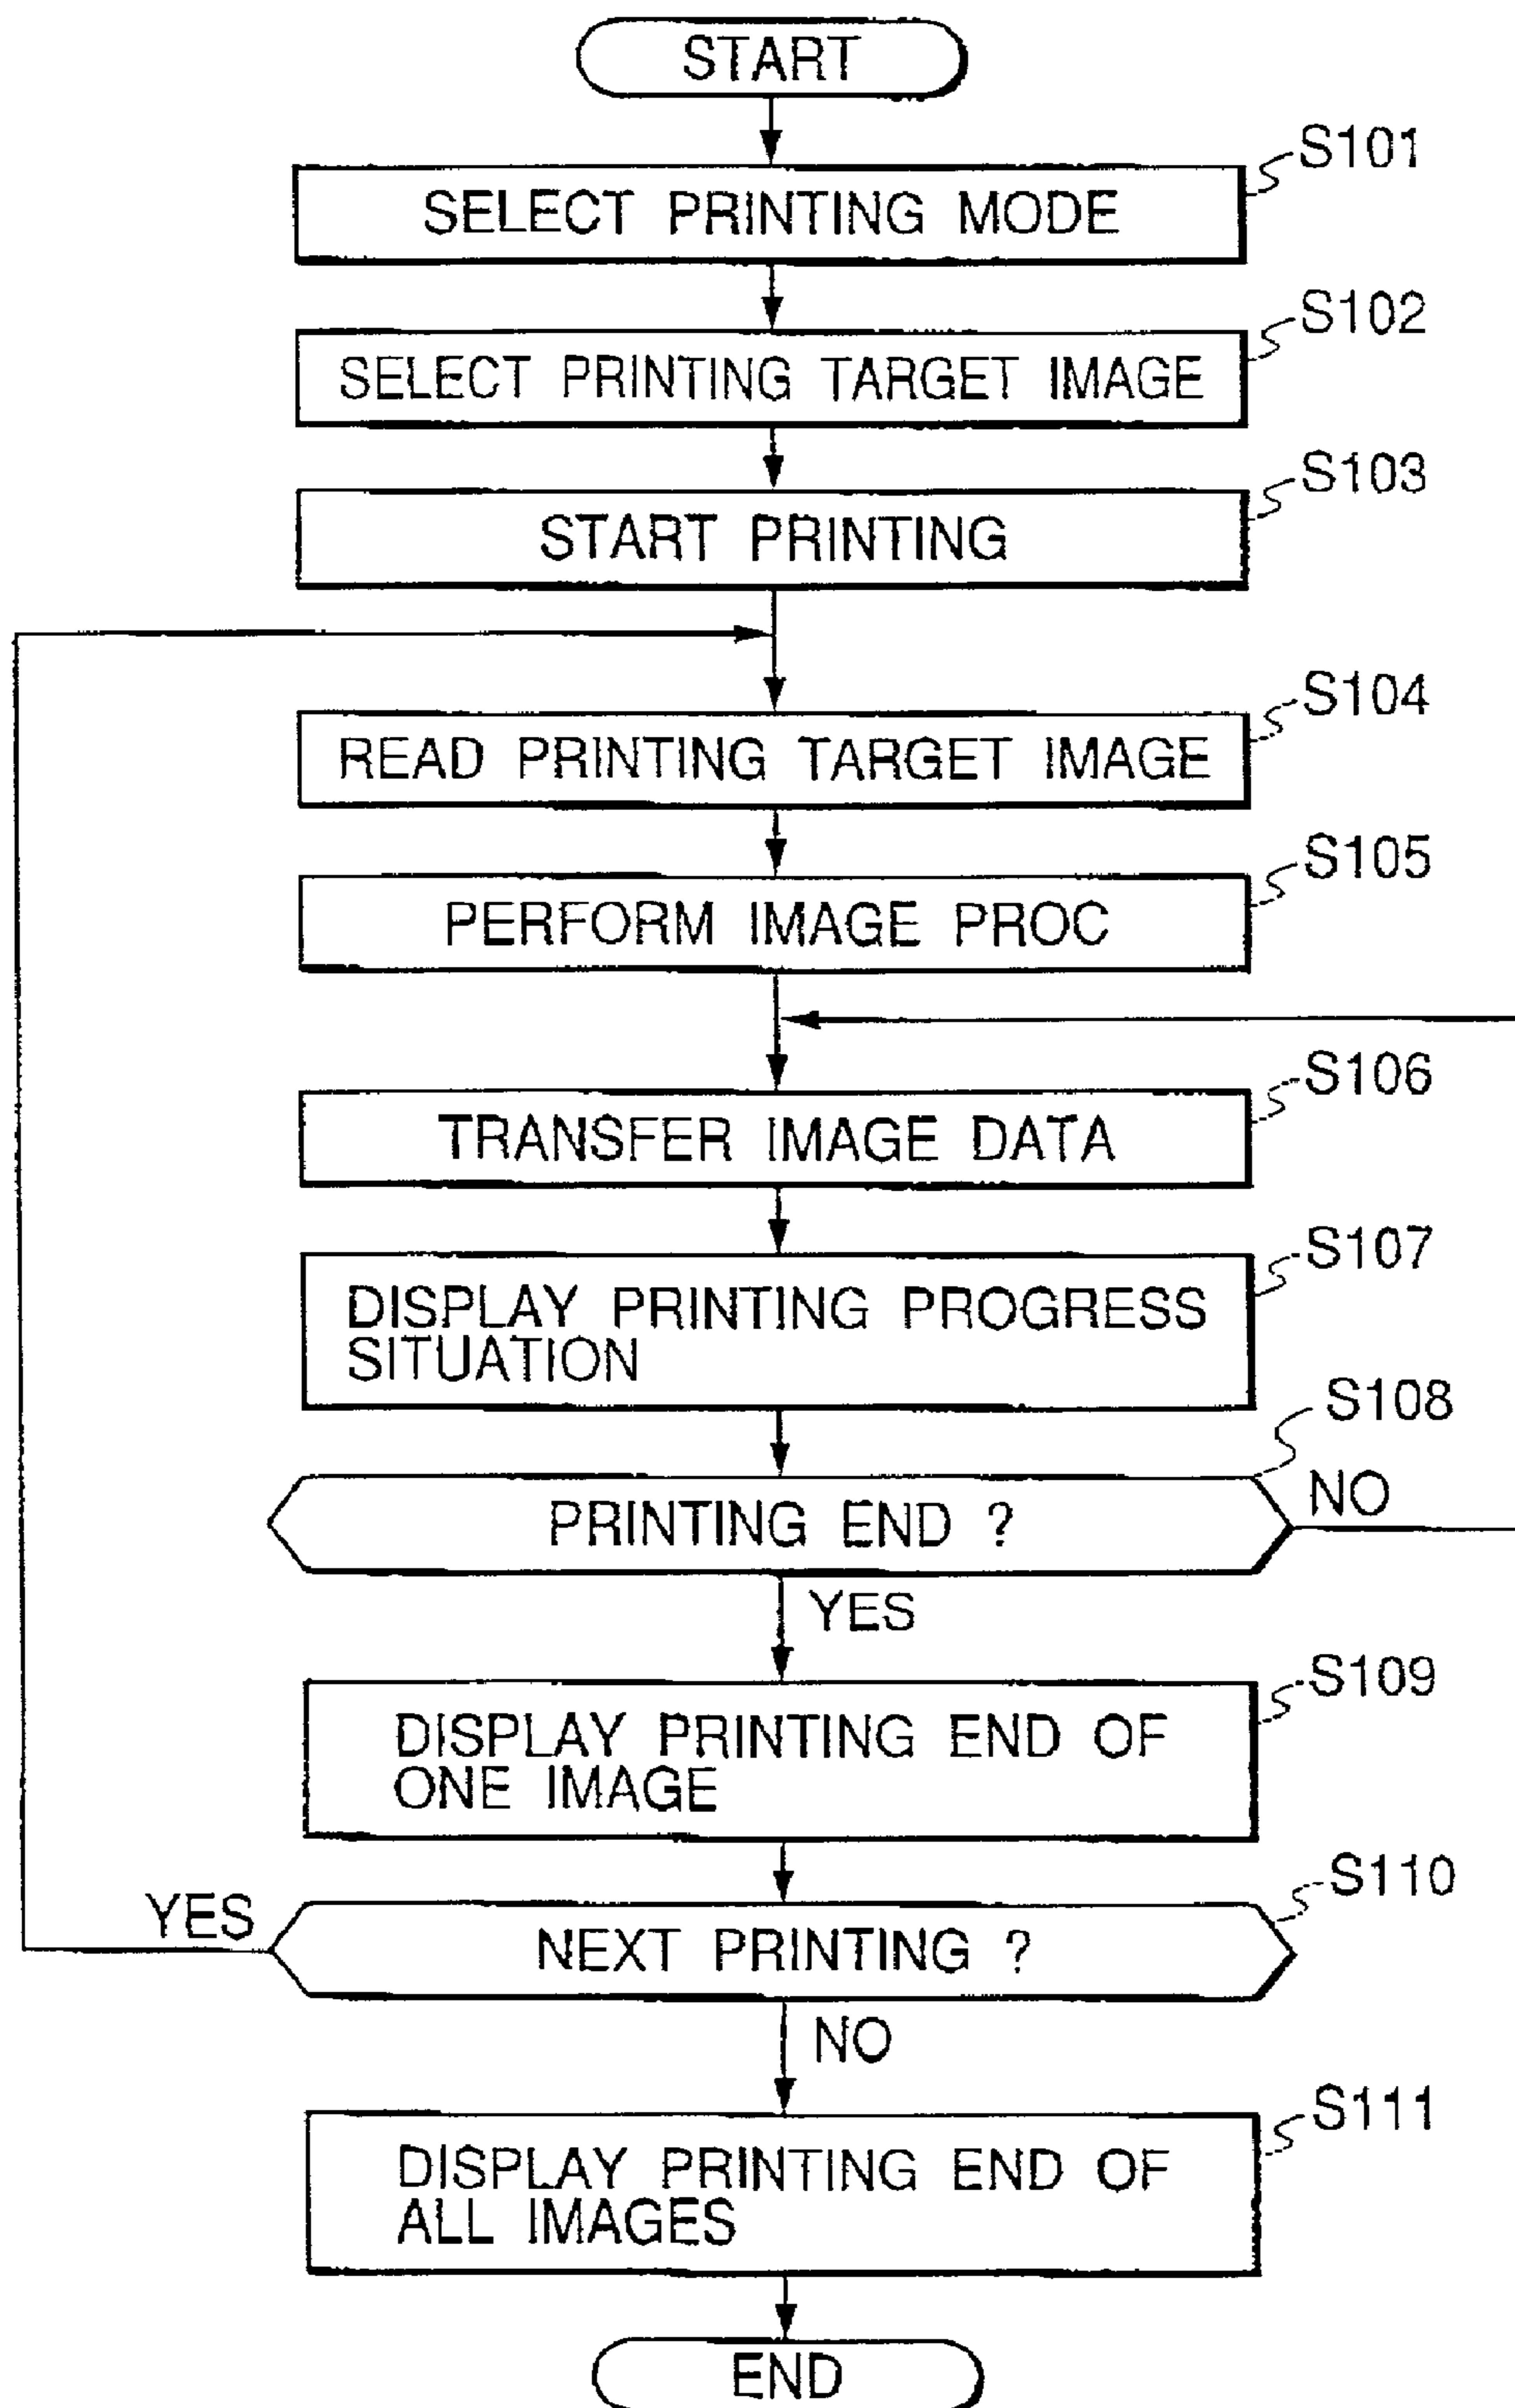 START
S101
SELECT PRINTING MODE
S102
SELECT PRINTING TARGET IMAGE
S103
START PRINTING
S104
READ PRINTING TARGET IMAGE
S105
PERFORM IMAGE PROC
S106
TRANSFER IMAGE DATA
S107
DISPLAY PRINTING PROGRESS
SITUATION
S108
PRINTING END ?
NO
YES
S109
DISPLAY PRINTING END OF
ONE IMAGE
S110
YES
NEXT PRINTING ?
NO
S111
DISPLAY PRINTING END OF
ALL IMAGES
END